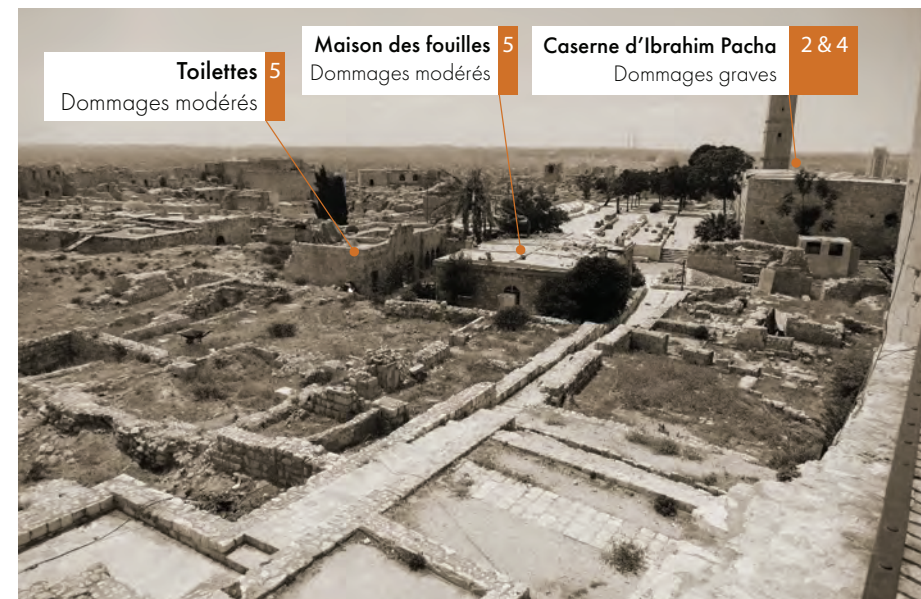 Toilettes 5
Dommages modérés
Maison des fouilles 5
Dommages modérés
Caserne d’Ibrahim Pacha 2 & 4
Dommages graves